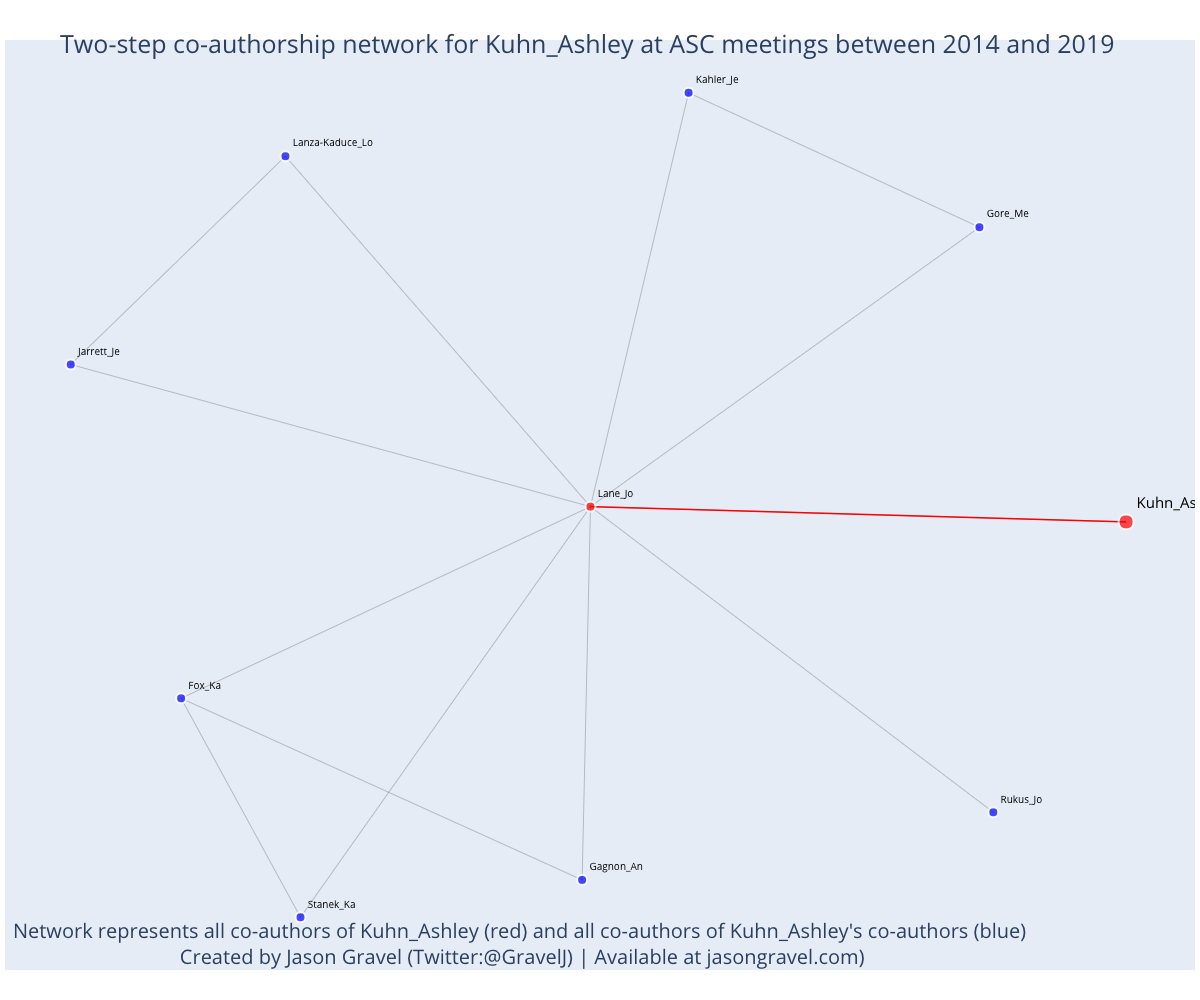 Two-step co-authorship network for Kuhn_Ashley at ASC meetings between 2014 and 2019
Kahler_Je
Lanza-Kaduce_Lo
Gore_Me
Jarrett_Je
Lane_Jo
Kuhn_As
Fox_Ka
Rukus_Jo
Gagnon_An
Stanek_Ka
Network represents all co-authors of Kuhn_Ashley (red) and all co-authors of Kuhn_Ashley's co-authors (blue)
Created by Jason Gravel (Twitter:@GravelJ) | Available at jasongravel.com)